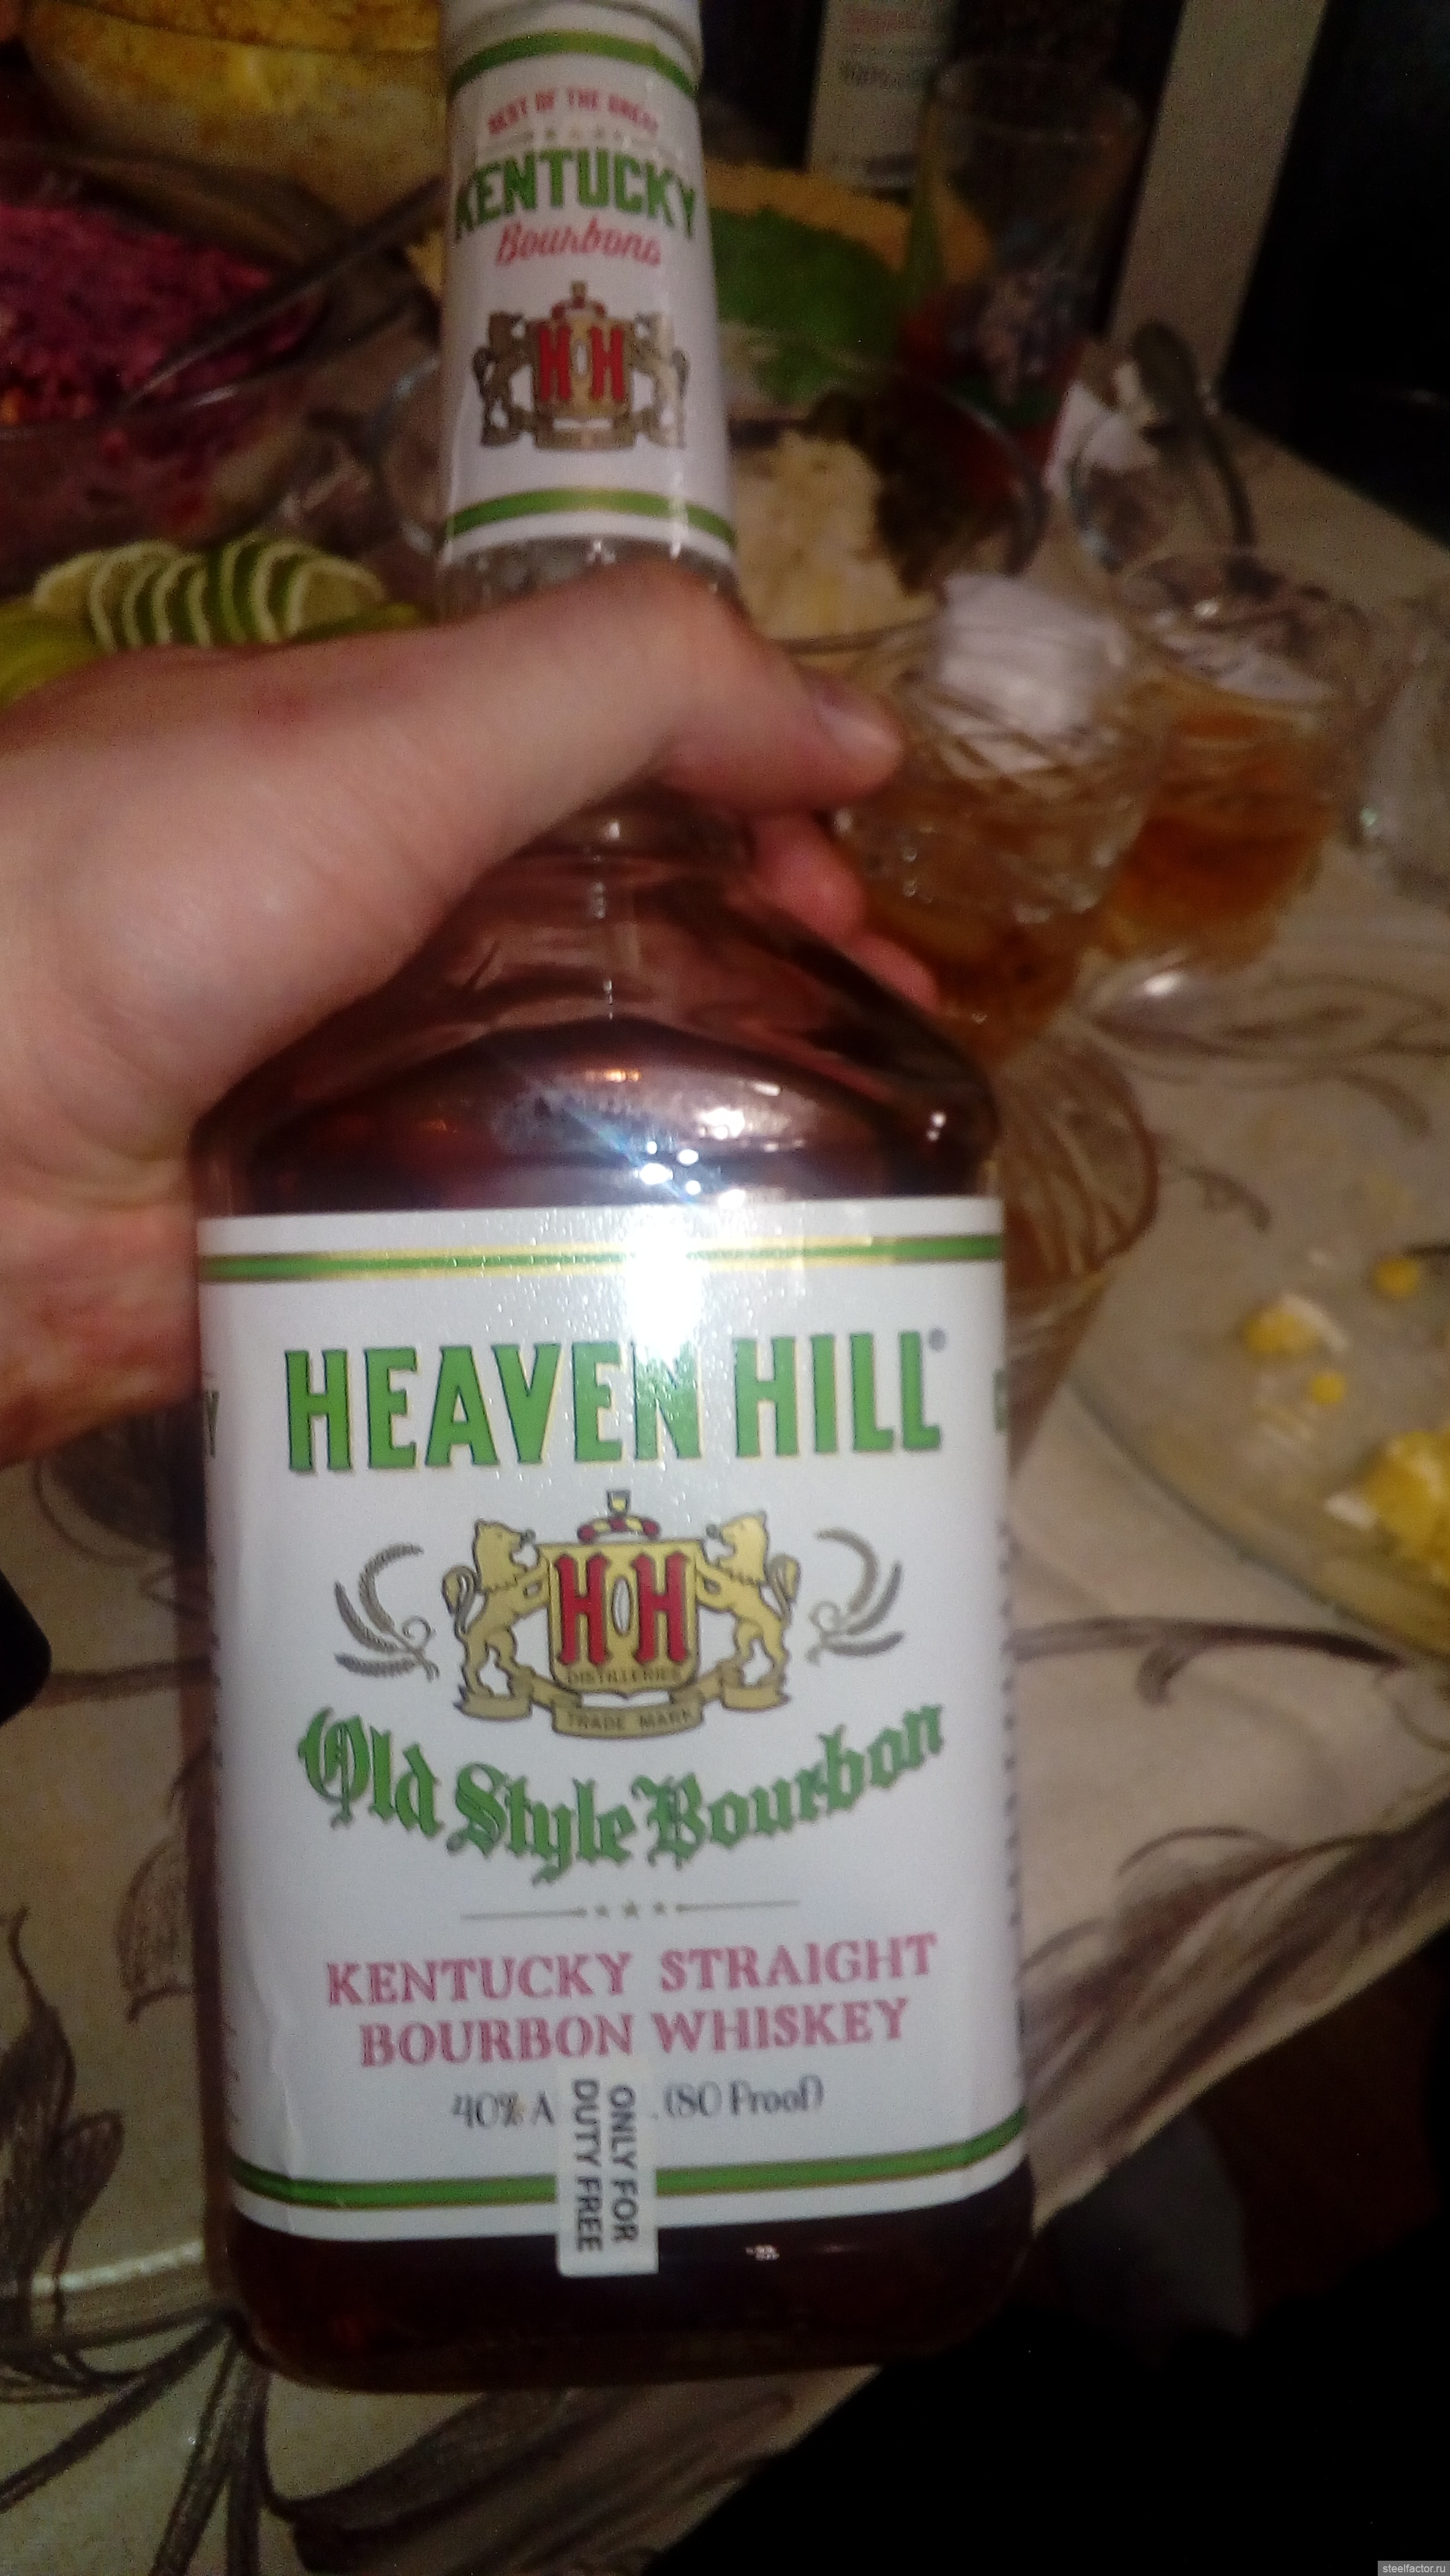 BEST OF THE GREAT
KENTUCKY
Bourbons
HH
HEAVEN HILL®
HH
DISTILLERIES
TRADE MARK
Old Style Bourbon
KENTUCKY STRAIGHT
BOURBON WHISKEY
40% A (80 Proof)
ONLY FOR
DUTY FREE
steelfactor.ru